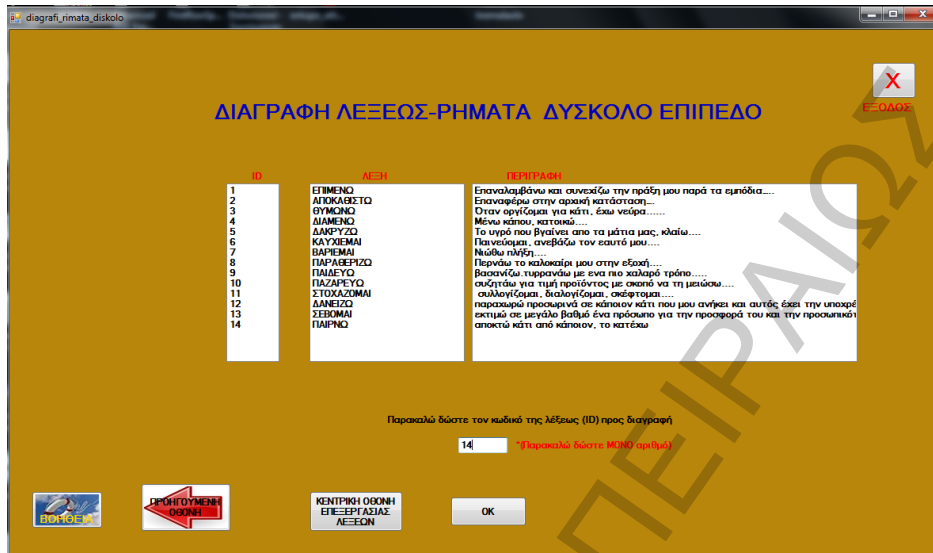 diagrafi_rimata_diskolo
X
ΕΞΟΔΟΣ
ΔΙΑΓΡΑΦΗ ΛΕΞΕΩΣ-ΡΗΜΑΤΑ ΔΥΣΚΟΛΟ ΕΠΙΠΕΔΟ
ID ΛΕΞΗ ΠΕΡΙΓΡΑΦΗ
1 ΕΠΙΜΕΝΩ Επαναλαμβάνω και συνεχίζω την πράξη μου παρά τα εμπόδια....
2 ΑΠΟΚΑΘΙΣΤΩ Επαναφέρω στην αρχική κατάσταση...
3 ΘΥΜΩΝΩ Όταν οργίζομαι για κάτι, έχω νεύρα......
4 ΔΙΑΜΕΝΩ Μένω κάπου, κατοικώ....
5 ΔΑΚΡΥΖΩ Το υγρό που βγαίνει απο τα μάτια μας, κλαίω....
6 ΚΑΥΧΙΕΜΑΙ Παινεύομαι, ανεβάζω τον εαυτό μου....
7 ΒΑΡΙΕΜΑΙ Νιώθω πλήξη....
8 ΠΑΡΑΘΕΡΙΖΩ Περνάω το καλοκαίρι μου στην εξοχή....
9 ΠΑΙΔΕΥΩ βασανίζω.τυρρανάω με ενα πιο χαλαρό τρόπο.....
10 ΠΑΖΑΡΕΥΩ συζητάω για τιμή προϊόντος με σκοπό να τη μειώσω....
11 ΣΤΟΧΑΖΟΜΑΙ συλλογίζομαι, διαλογίζομαι, σκέφτομαι....
12 ΔΑΝΕΙΖΩ παραχωρώ προσωρινά σε κάποιον κάτι που μου ανήκει και αυτός έχει την υποχρέ
13 ΣΕΒΟΜΑΙ εκτιμώ σε μεγάλο βαθμό ένα πρόσωπο για την προσφορά του και την προσωπικότ
14 ΠΑΙΡΝΩ αποκτώ κάτι από κάποιον, το κατέχω
Παρακαλώ δώστε τον κωδικό της λέξεως (ID) προς διαγραφή
14 *(Παρακαλώ δώστε ΜΟΝΟ αριθμό)
ΒΟΗΘΕΙΑ
ΠΡΟΗΓΟΥΜΕΝΗ
ΟΘΟΝΗ
ΚΕΝΤΡΙΚΗ ΟΘΟΝΗ
ΕΠΕΞΕΡΓΑΣΙΑΣ
ΛΕΞΕΩΝ
OK
ΠΕΙΡΑΙΩΣ